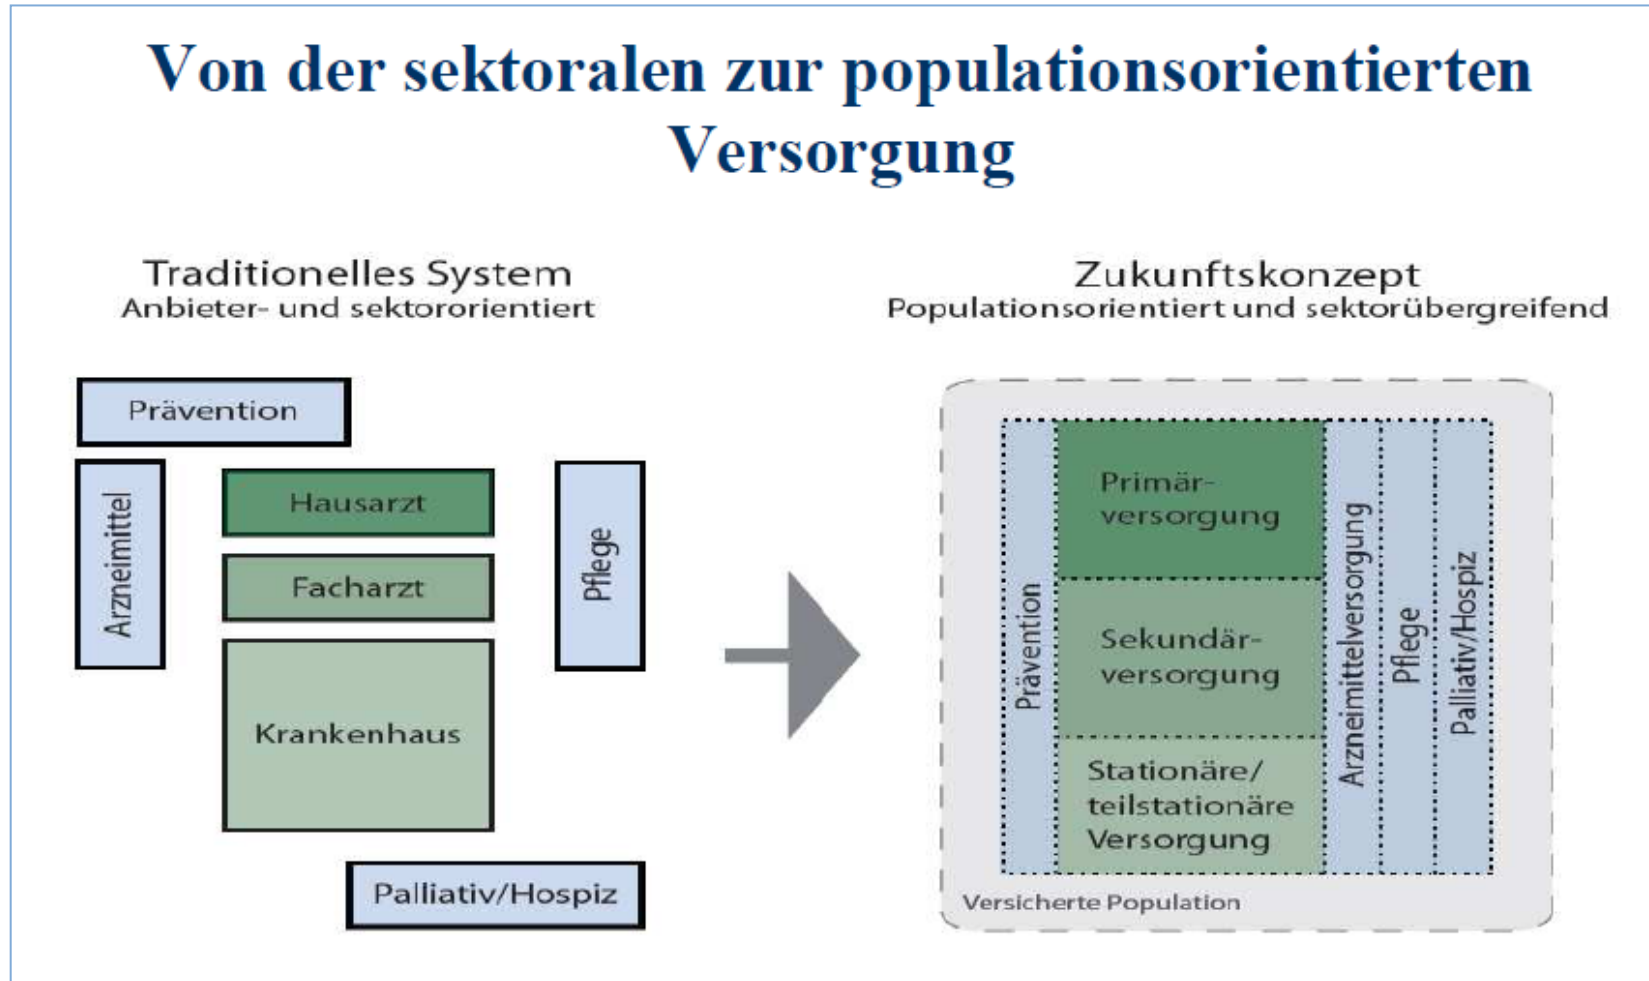 Von der sektoralen zur populationsorientierten
Versorgung
Traditionelles System
Anbieter- und sektororientiert
Prävention
Arzneimittel
Hausarzt
Facharzt
Krankenhaus
Pflege
Palliativ/Hospiz
Zukunftskonzept
Populationsorientiert und sektorübergreifend
Prävention
Primär-
versorgung
Sekundär-
versorgung
Stationäre/
teilstationäre
Versorgung
Arzneimittelversorgung
Pflege
Palliativ/Hospiz
Versicherte Population